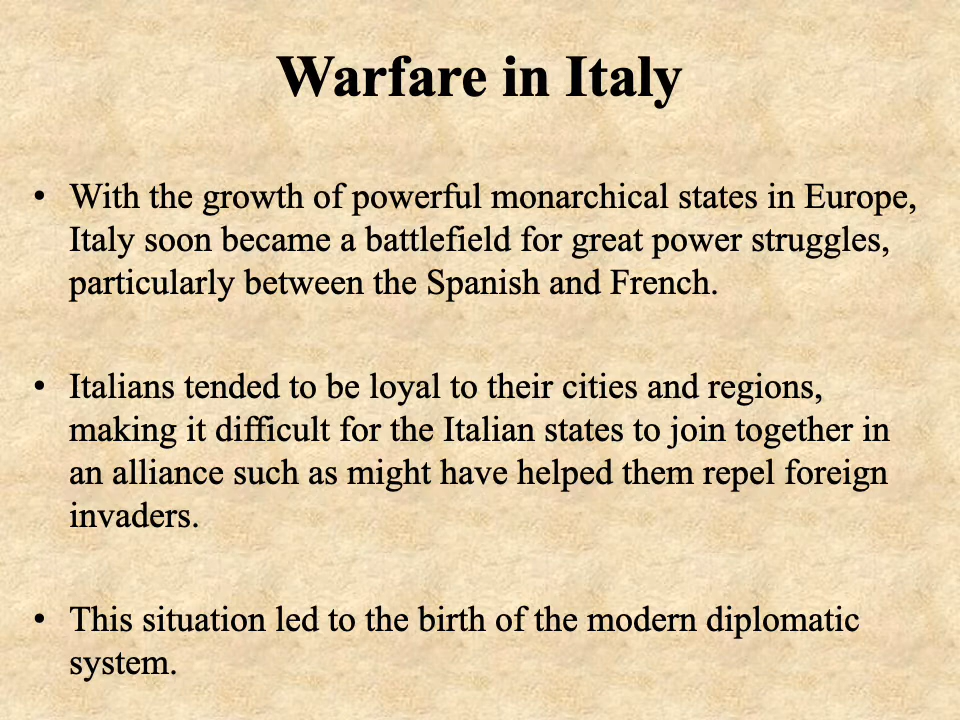 Warfare in Italy
• With the growth of powerful monarchical states in Europe,
Italy soon became a battlefield for great power struggles,
particularly between the Spanish and French.
• Italians tended to be loyal to their cities and regions,
making it difficult for the Italian states to join together in
an alliance such as might have helped them repel foreign
invaders.
• This situation led to the birth of the modern diplomatic
system.